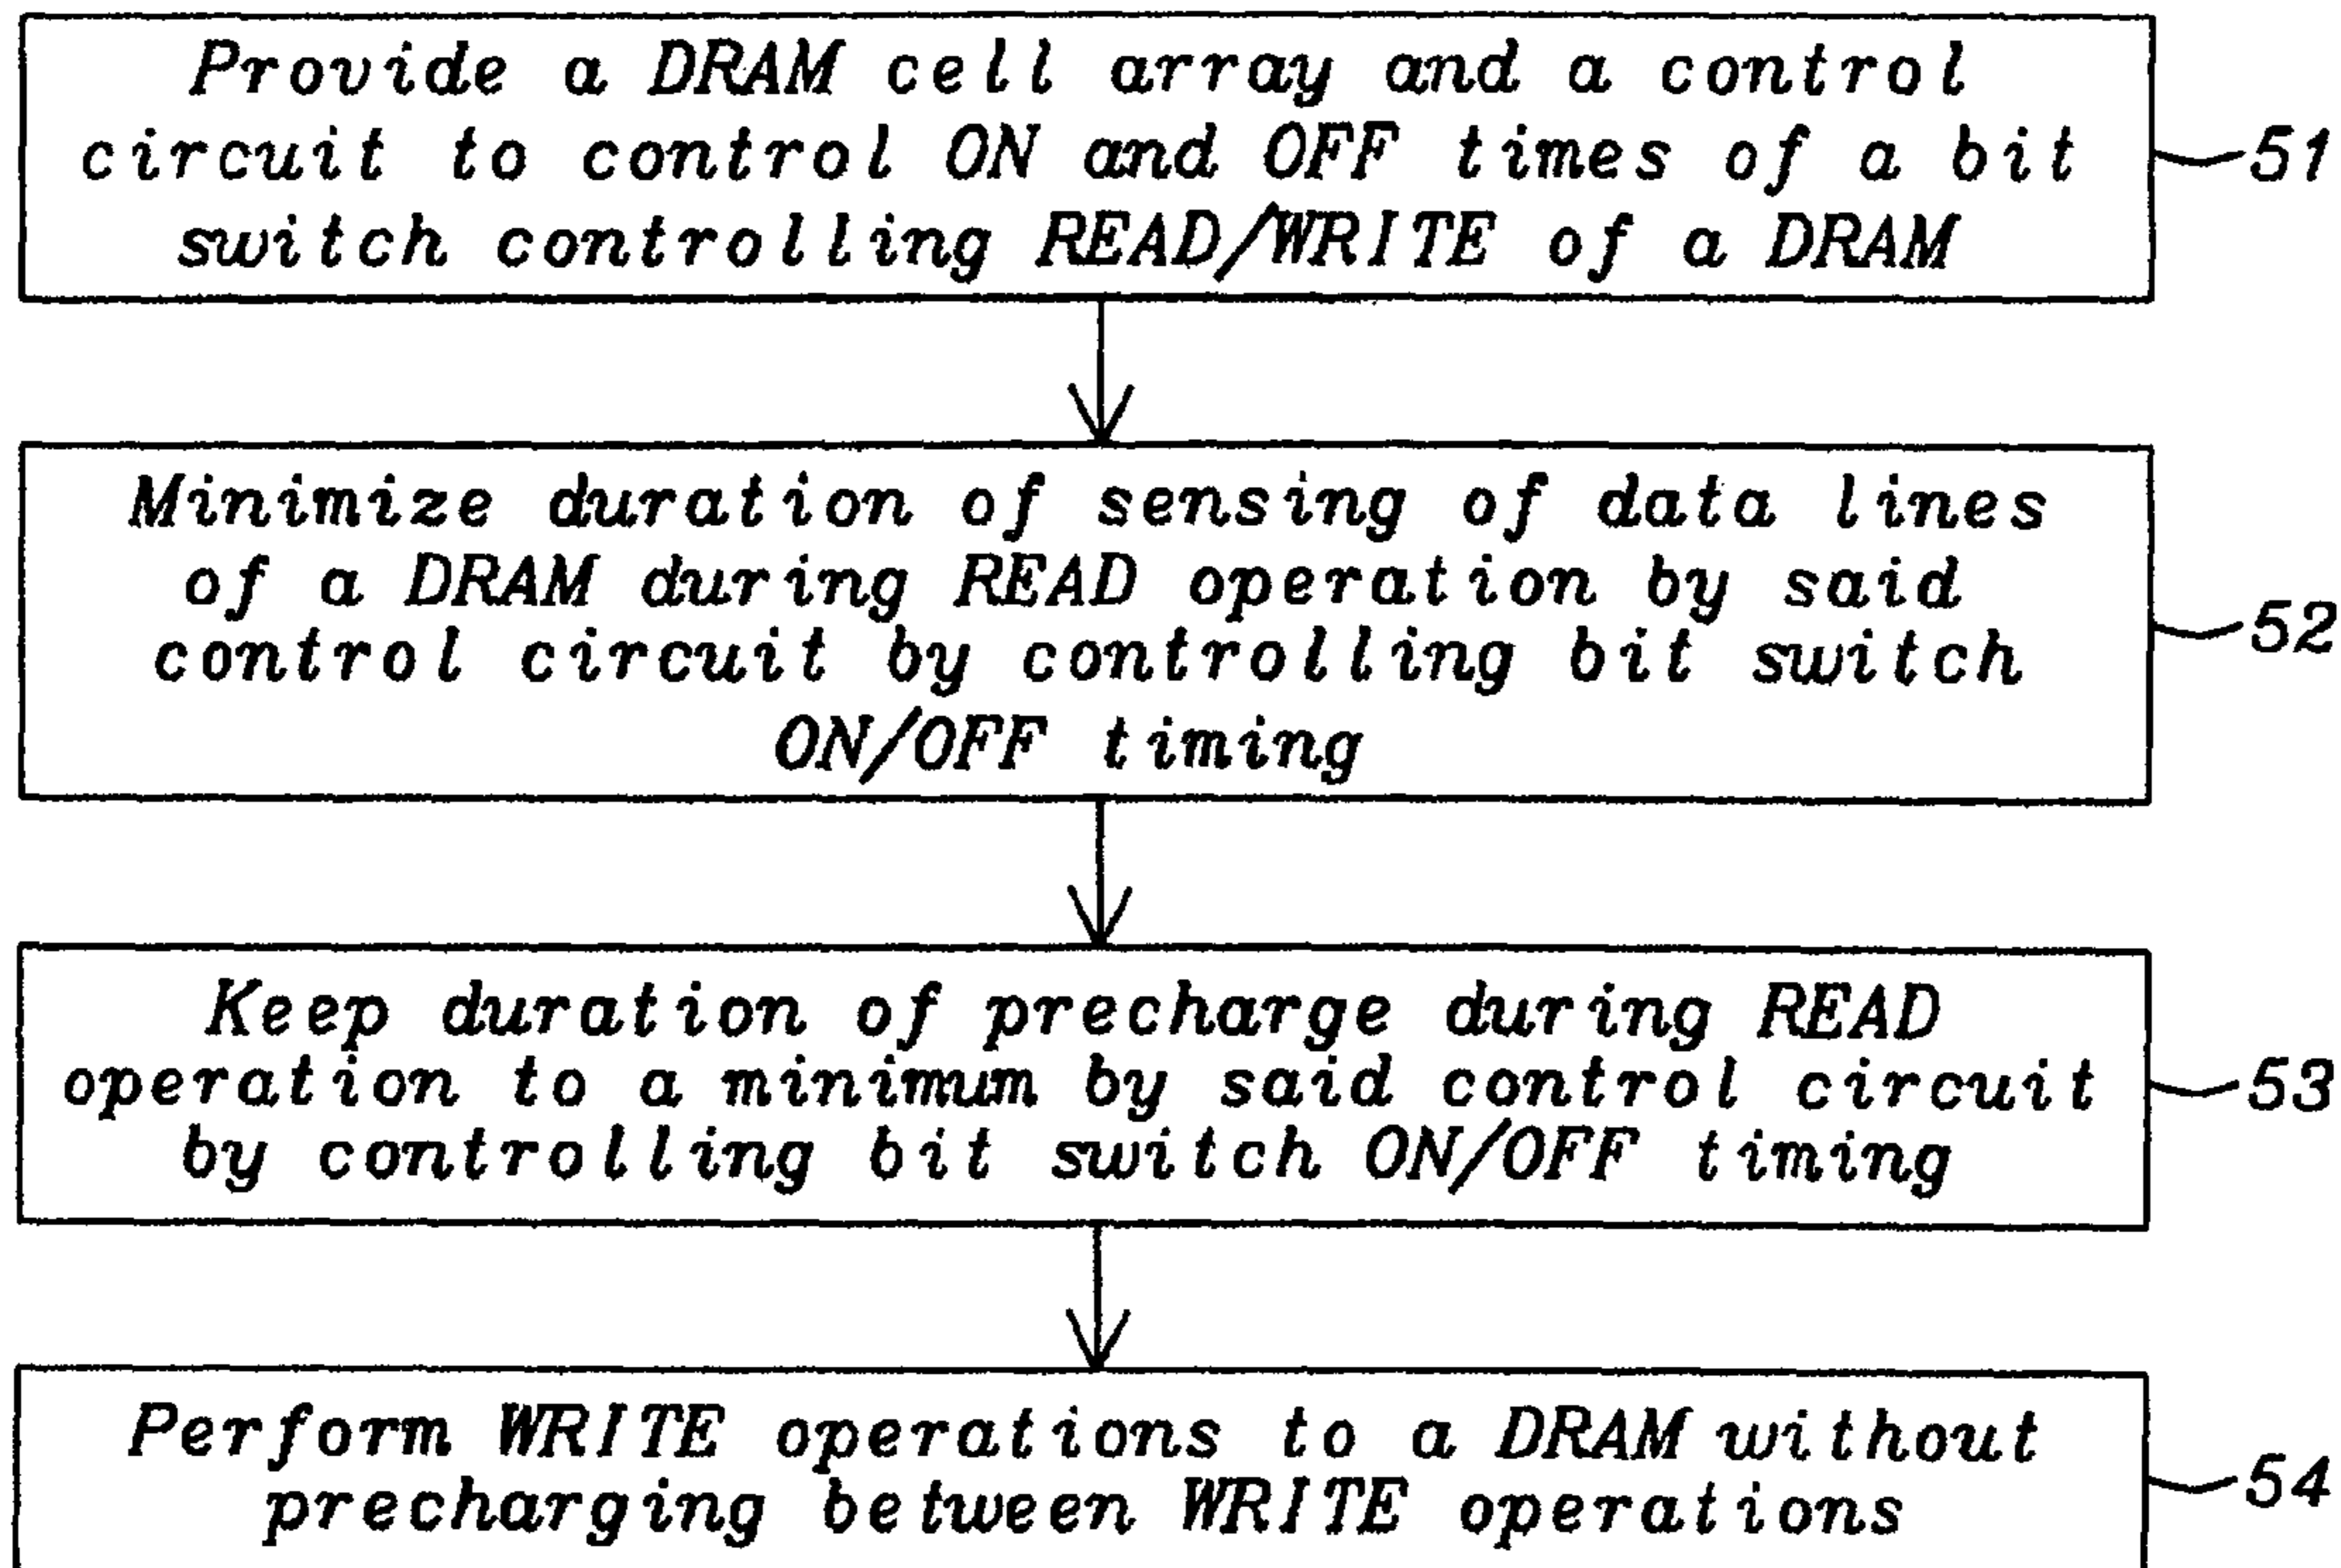 Provide a DRAM cell array and a control
circuit to control ON and OFF times of a bit
switch controlling READ/WRITE of a DRAM
51
Minimize duration of sensing of data lines
of a DRAM during READ operation by said
control circuit by controlling bit switch
ON/OFF timing
52
Keep duration of precharge during READ
operation to a minimum by said control circuit
by controlling bit switch ON/OFF timing
53
Perform WRITE operations to a DRAM without
precharging between WRITE operations
54